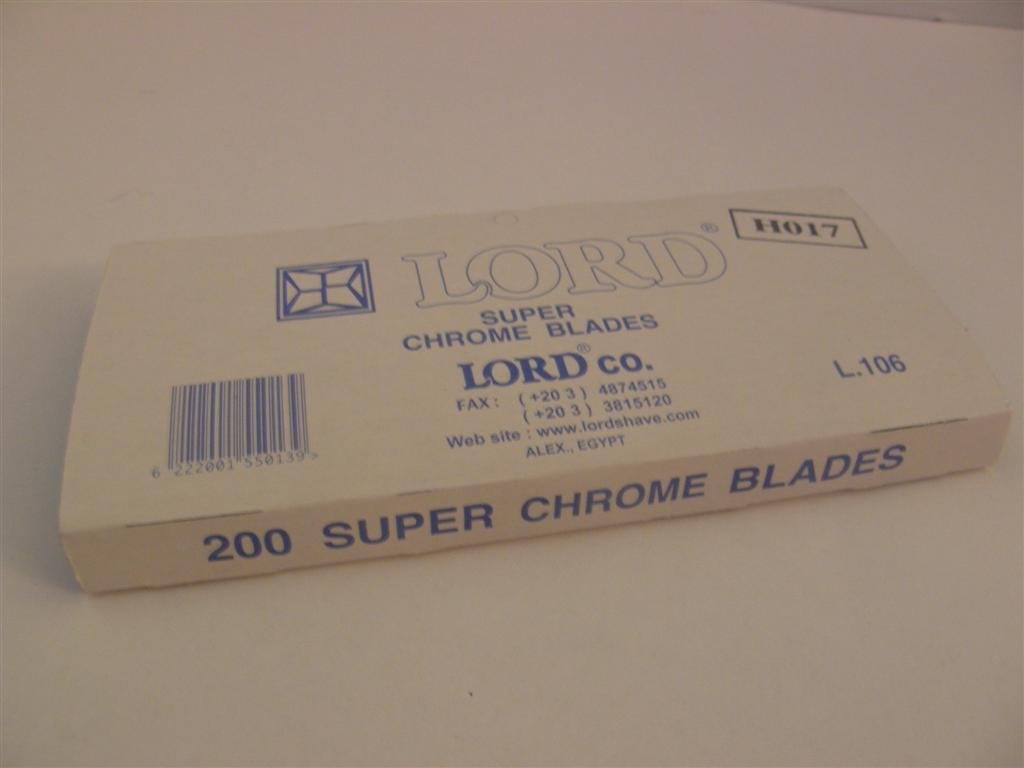 LORD®
H017
SUPER
CHROME BLADES
LORD® CO.
FAX: (+20 3) 4874515
(+20 3) 3815120
Web site : www.lordshave.com
ALEX., EGYPT
L.106
6 222001 550139 >
200 SUPER CHROME BLADES